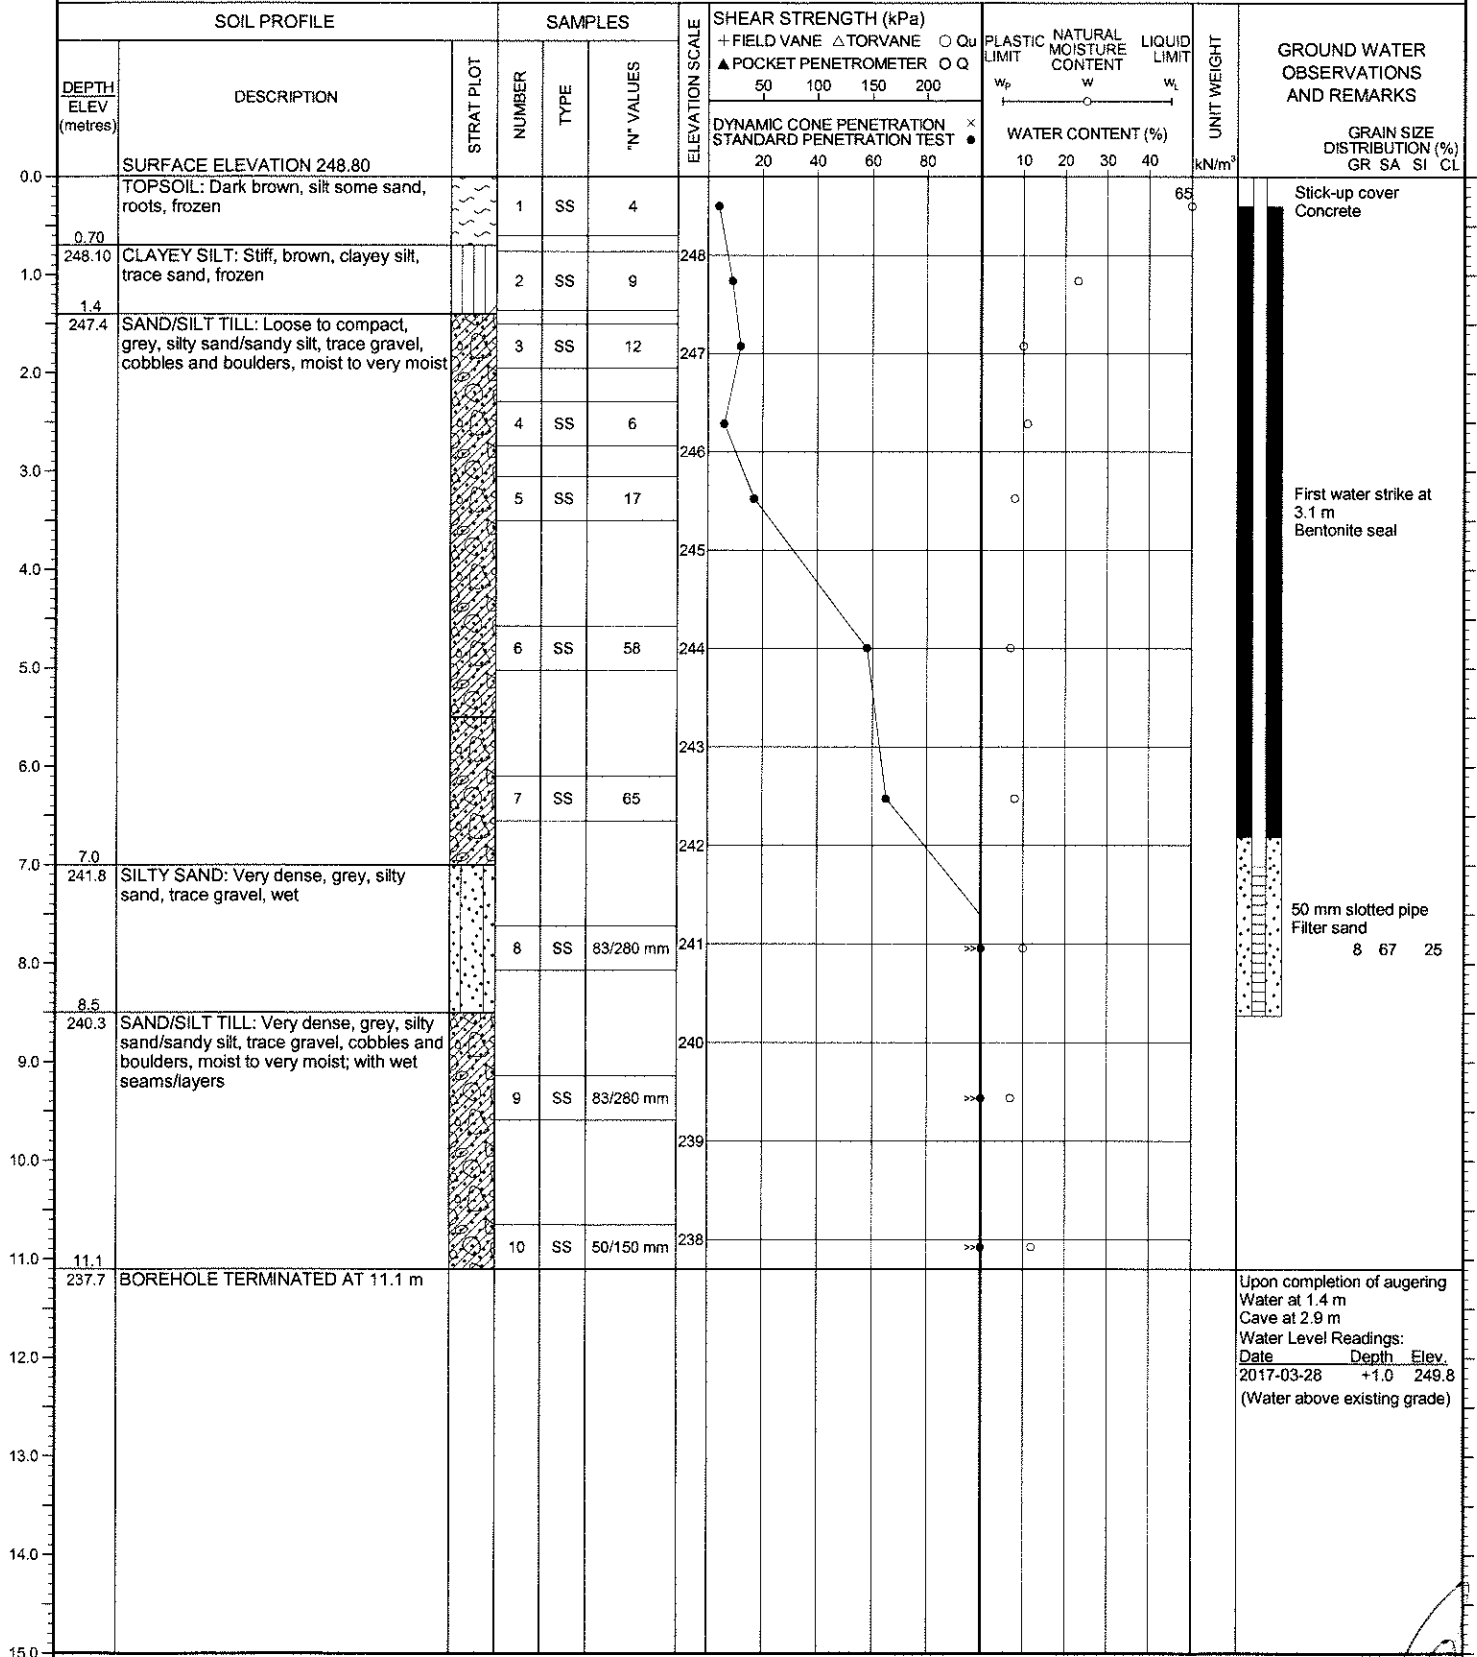 SOIL PROFILE
SAMPLES
ELEVATION SCALE
SHEAR STRENGTH (kPa)
+ FIELD VANE △ TORVANE ○ Qu
▲ POCKET PENETROMETER ○ Q
50 100 150 200
DYNAMIC CONE PENETRATION ×
STANDARD PENETRATION TEST ●
20 40 60 80
PLASTIC LIMIT
NATURAL MOISTURE CONTENT
LIQUID LIMIT
WP W WL
WATER CONTENT (%)
10 20 30 40
UNIT WEIGHT
kN/m³
GROUND WATER
OBSERVATIONS
AND REMARKS
GRAIN SIZE
DISTRIBUTION (%)
GR SA SI CL
DEPTH
ELEV
(metres)
DESCRIPTION
STRAT PLOT
NUMBER
TYPE
"N" VALUES
SURFACE ELEVATION 248.80
0.0
TOPSOIL: Dark brown, silt some sand,
roots, frozen
1 SS 4
65
Stick-up cover
Concrete
0.70
248.10
CLAYEY SILT: Stiff, brown, clayey silt,
trace sand, frozen
248
1.0
2 SS 9
1.4
247.4
SAND/SILT TILL: Loose to compact,
grey, silty sand/sandy silt, trace gravel,
cobbles and boulders, moist to very moist
3 SS 12
247
2.0
4 SS 6
246
3.0
5 SS 17
First water strike at
3.1 m
Bentonite seal
245
4.0
6 SS 58
244
5.0
243
6.0
7 SS 65
242
7.0
7.0
241.8
SILTY SAND: Very dense, grey, silty
sand, trace gravel, wet
50 mm slotted pipe
Filter sand
8 SS 83/280 mm
241
>>
8 67 25
8.0
8.5
240.3
SAND/SILT TILL: Very dense, grey, silty
sand/sandy silt, trace gravel, cobbles and
boulders, moist to very moist; with wet
seams/layers
240
9.0
9 SS 83/280 mm
>>
239
10.0
10 SS 50/150 mm
238
>>
11.0
11.1
237.7
BOREHOLE TERMINATED AT 11.1 m
Upon completion of augering
Water at 1.4 m
Cave at 2.9 m
Water Level Readings:
Date Depth Elev.
2017-03-28 +1.0 249.8
(Water above existing grade)
12.0
13.0
14.0
15.0